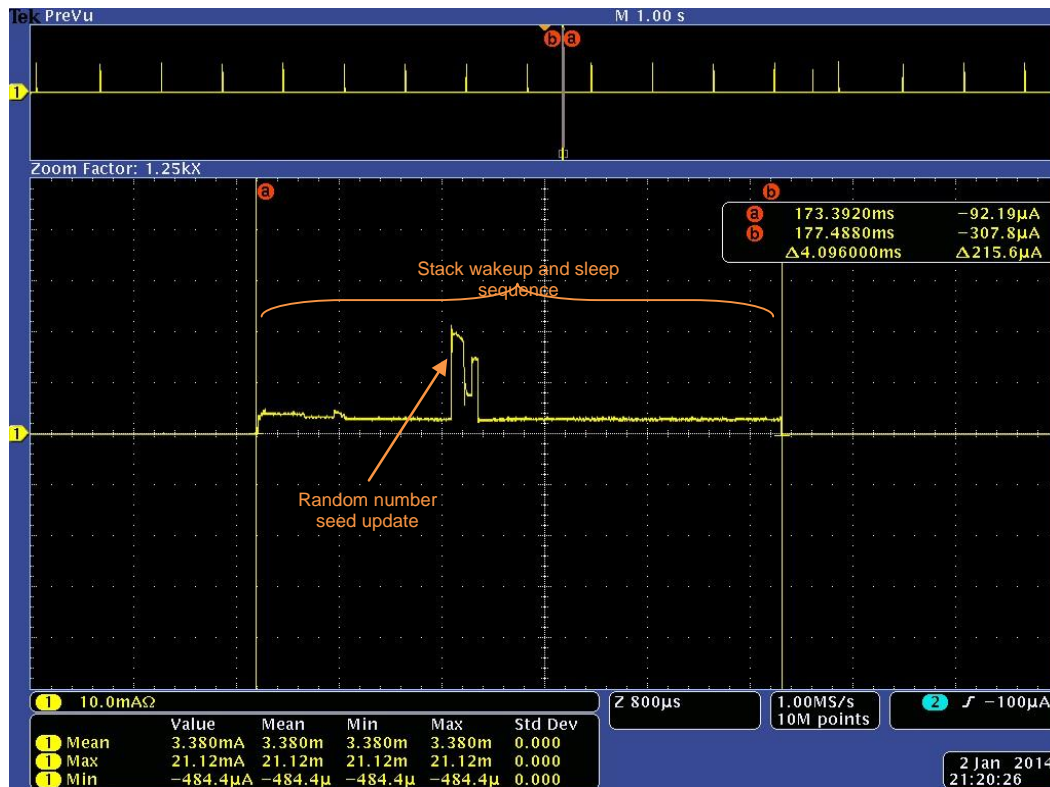 Tek PreVu M 1.00 s
b a
1
Zoom Factor: 1.25kX
a b
a 173.3920ms −92.19µA
b 177.4880ms −307.8µA
Δ4.096000ms Δ215.6µA
Stack wakeup and sleep
sequence
1
Random number
seed update
1 10.0mAΩ Z 800µs 1.00MS/s 2 ∫ −100µA
10M points
Value Mean Min Max Std Dev
1 Mean 3.380mA 3.380m 3.380m 3.380m 0.000
1 Max 21.12mA 21.12m 21.12m 21.12m 0.000
1 Min −484.4µA −484.4µ −484.4µ −484.4µ 0.000
2 Jan 2014
21:20:26